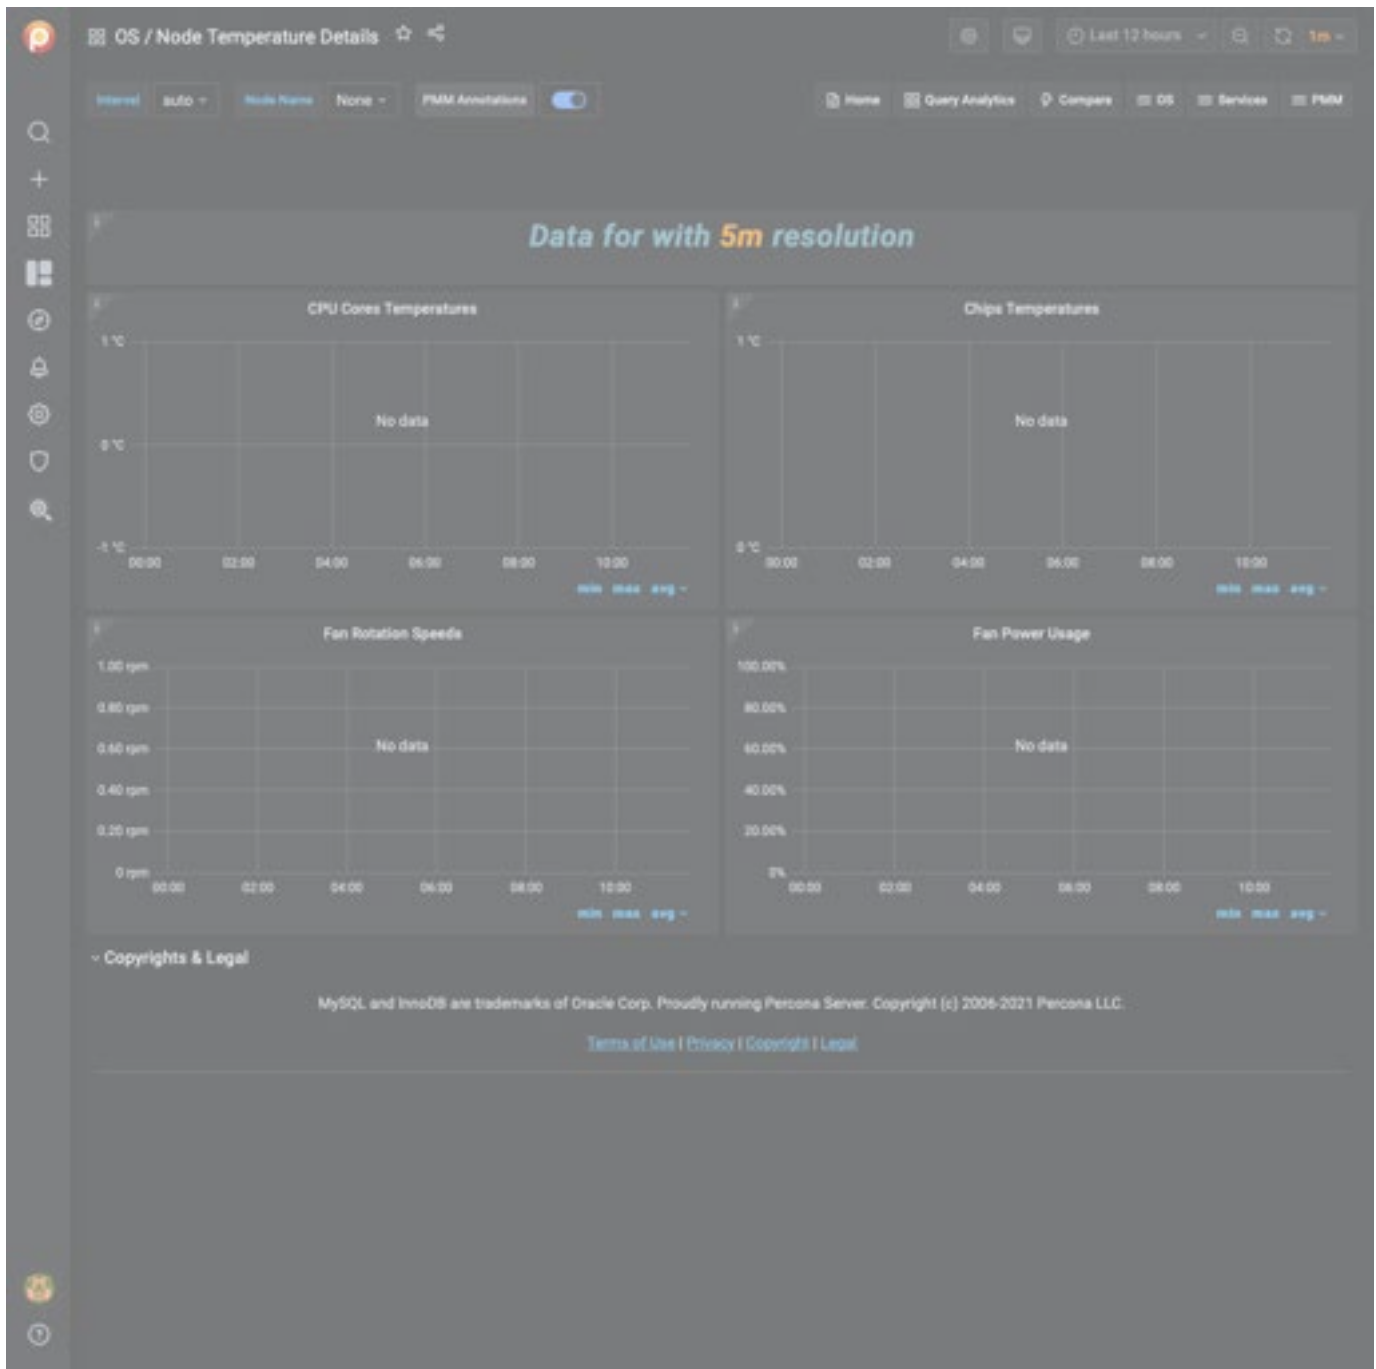 OS / Node Temperature Details
Last 12 hours 1m
Interval auto Node Name None PMM Annotations Home Query Analytics Compare OS Services PMM
Data for with 5m resolution
CPU Cores Temperatures
1 °C
0 °C
-1 °C
No data
00:00 02:00 04:00 06:00 08:00 10:00
min max avg
Chips Temperatures
1 °C
0 °C
No data
00:00 02:00 04:00 06:00 08:00 10:00
min max avg
Fan Rotation Speeds
1.00 rpm
0.80 rpm
0.60 rpm
0.40 rpm
0.20 rpm
0 rpm
No data
00:00 02:00 04:00 06:00 08:00 10:00
min max avg
Fan Power Usage
100.00%
80.00%
60.00%
40.00%
20.00%
0%
No data
00:00 02:00 04:00 06:00 08:00 10:00
min max avg
Copyrights & Legal
MySQL and InnoDB are trademarks of Oracle Corp. Proudly running Percona Server. Copyright (c) 2006-2021 Percona LLC.
Terms of Use | Privacy | Copyright | Legal